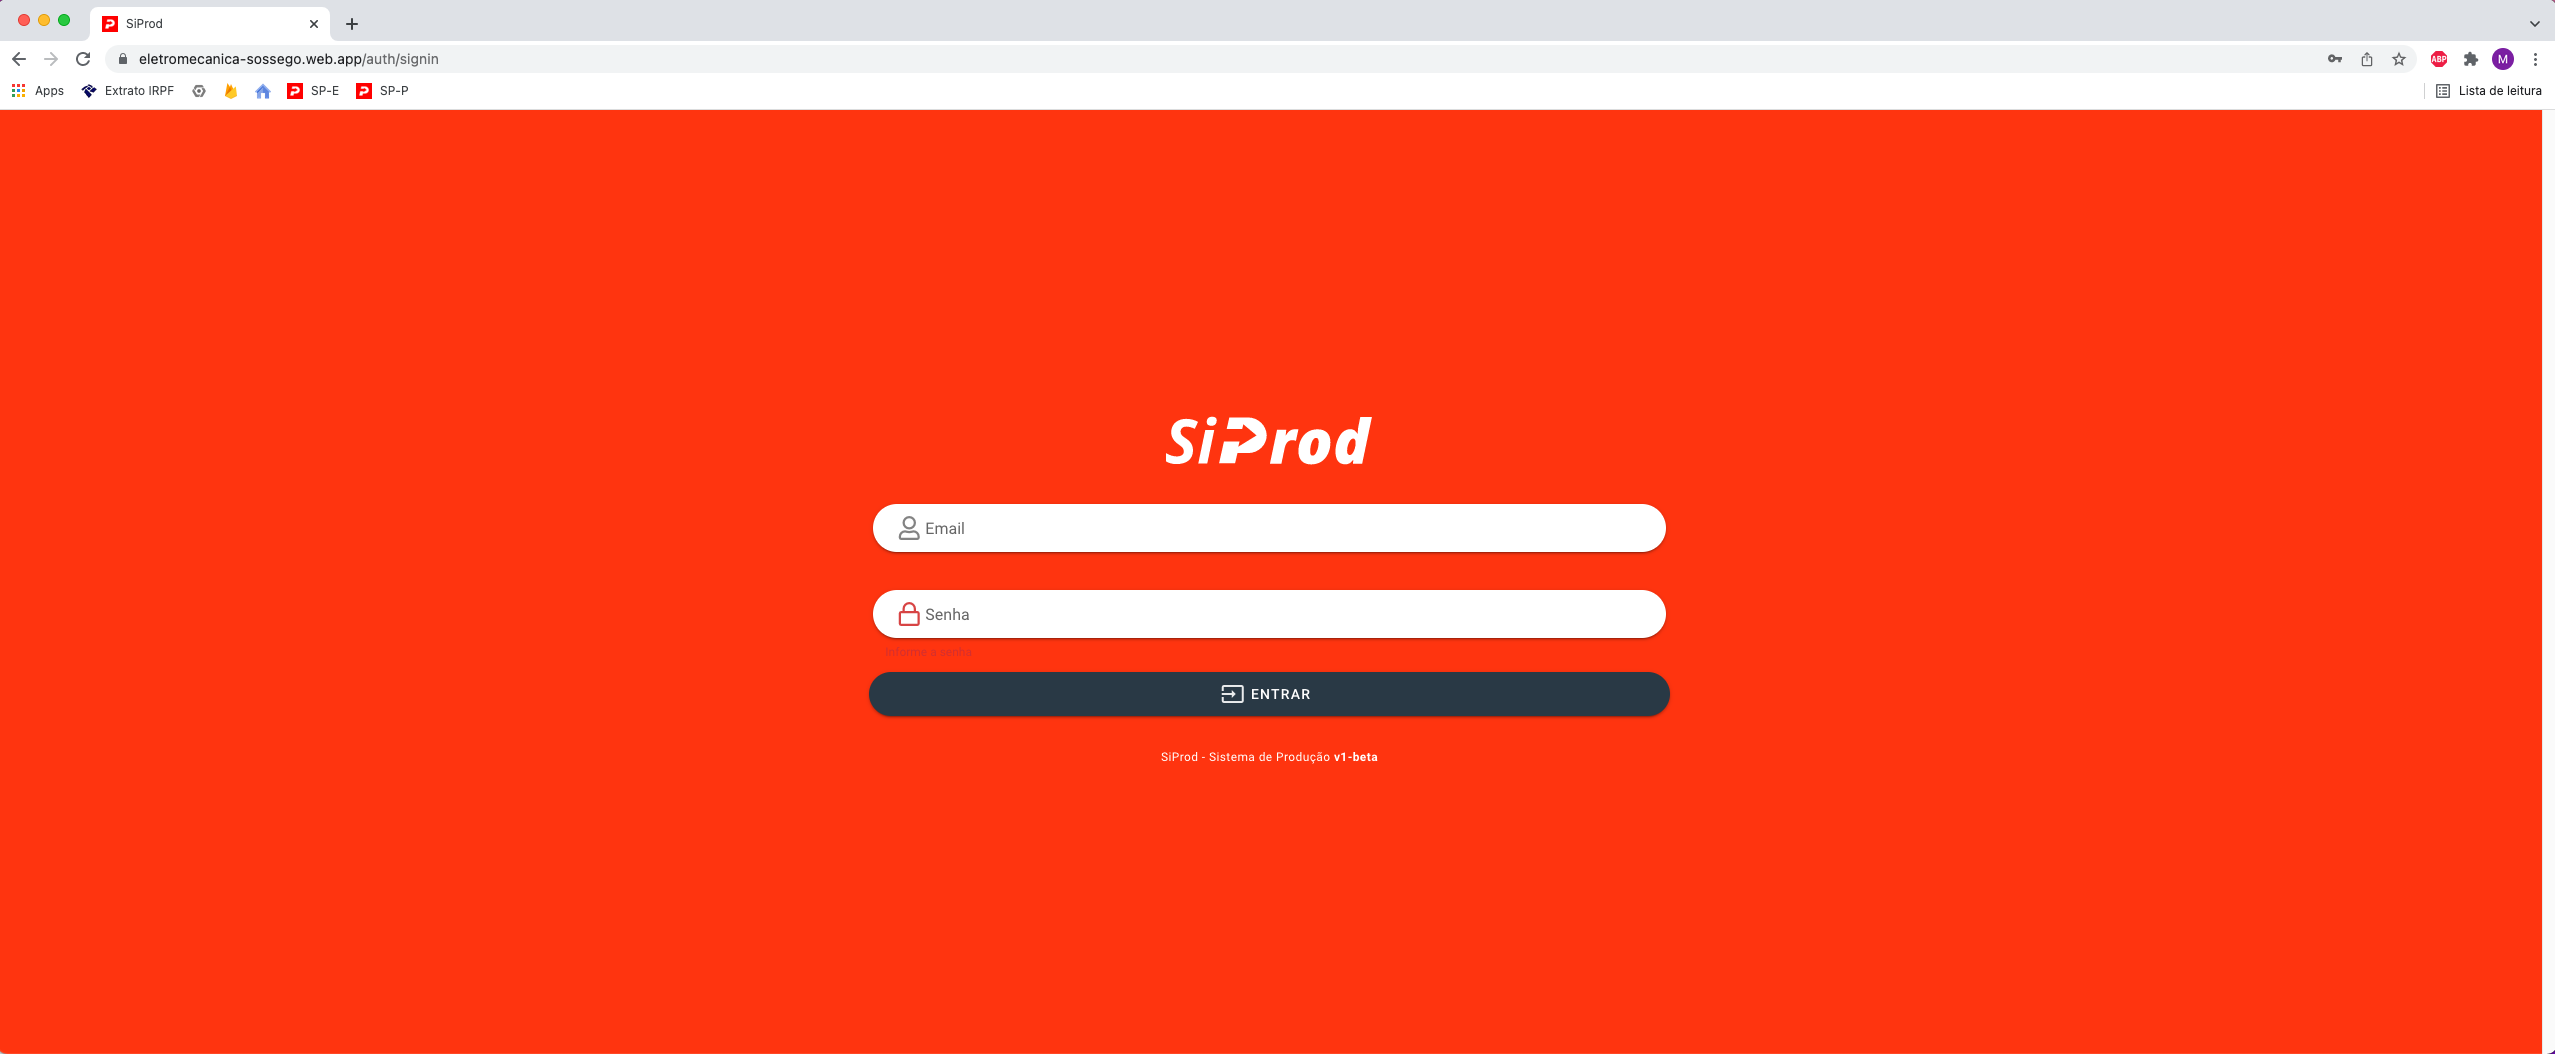 SiProd
eletromecanica-sossego.web.app/auth/signin
ABP
M
Apps
Extrato IRPF
SP-E
SP-P
Lista de leitura
SiProd
Email
Senha
Informe a senha
ENTRAR
SiProd - Sistema de Produção v1-beta